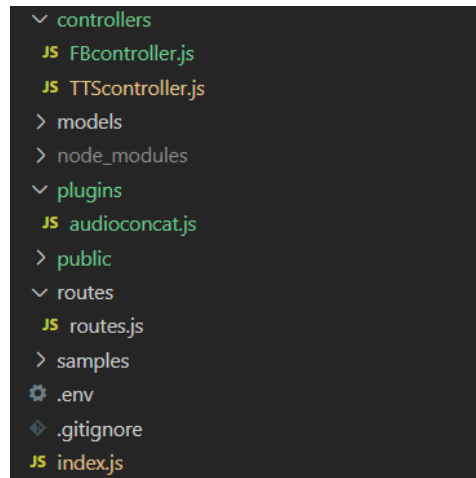 controllers
JS FBcontroller.js
JS TTScontroller.js
models
node_modules
plugins
JS audioconcat.js
public
routes
JS routes.js
samples
.env
.gitignore
JS index.js